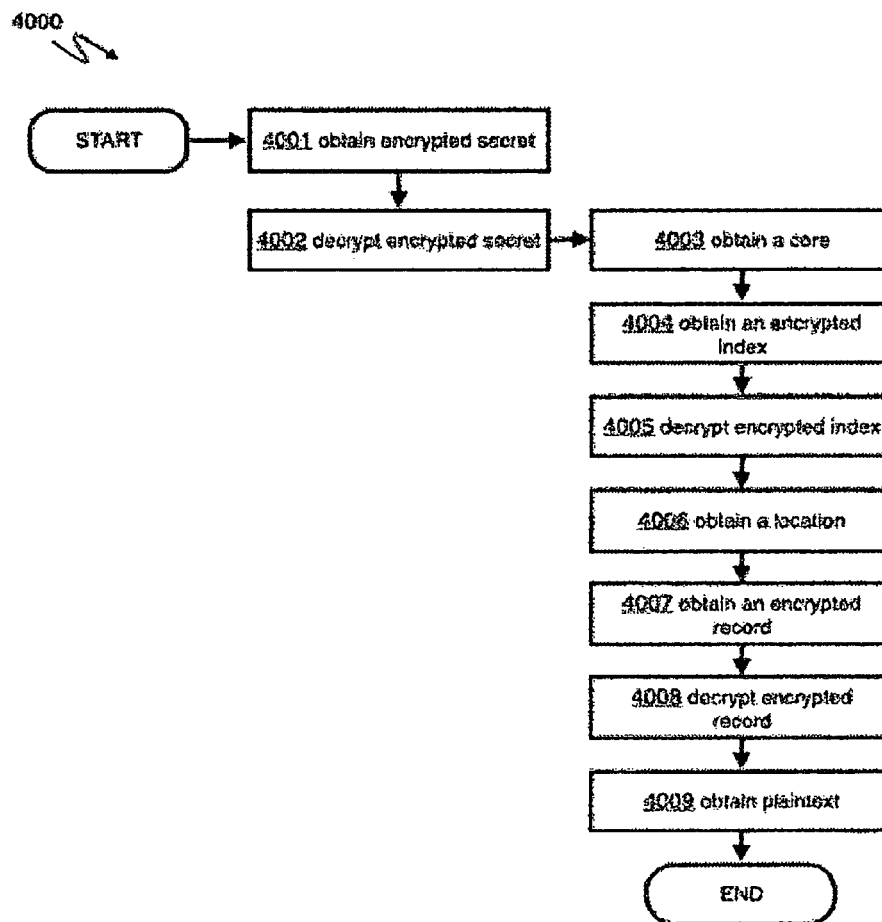 4000
START
4001 obtain encrypted secret
4002 decrypt encrypted secret
4003 obtain a core
4004 obtain an encrypted
index
4005 decrypt encrypted index
4006 obtain a location
4007 obtain an encrypted
record
4008 decrypt encrypted
record
4009 obtain plaintext
END